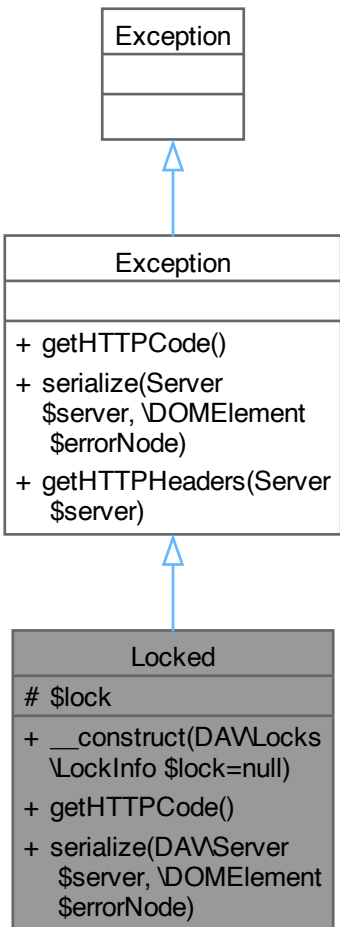 Exception
Exception
+ getHTTPCode()
+ serialize(Server
$server, \DOMElement
$errorNode)
+ getHTTPHeaders(Server
$server)
Locked
# $lock
+ __construct(DAV\Locks
\LockInfo $lock=null)
+ getHTTPCode()
+ serialize(DAV\Server
$server, \DOMElement
$errorNode)